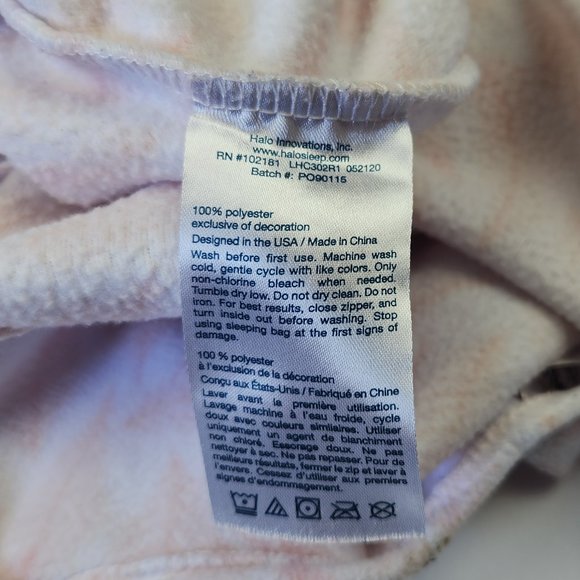 Halo Innovations, Inc.
www.halosleep.com
RN #102181 LHC302R1 052120
Batch #: PO90115
100% polyester
exclusive of decoration
Designed in the USA / Made in China
Wash before first use. Machine wash
cold, gentle cycle with like colors. Only
non-chlorine bleach when needed.
Tumble dry low. Do not dry clean. Do not
iron. For best results, close zipper, and
turn inside out before washing. Stop
using sleeping bag at the first signs of
damage.
100 % polyester
à l'exclusion de la décoration
Conçu aux États-Unis / Fabriqué en Chine
Laver avant la première utilisation.
Lavage machine à l'eau froide, cycle
doux avec couleurs similaires. Utiliser
uniquement un agent de blanchiment
non chloré. Essorage doux. Ne pas
nettoyer à sec. Ne pas repasser. Pour de
meilleurs résultats, fermer le zip et laver à
l'envers. Cessez d'utiliser aux premiers
signes d'endommagement.